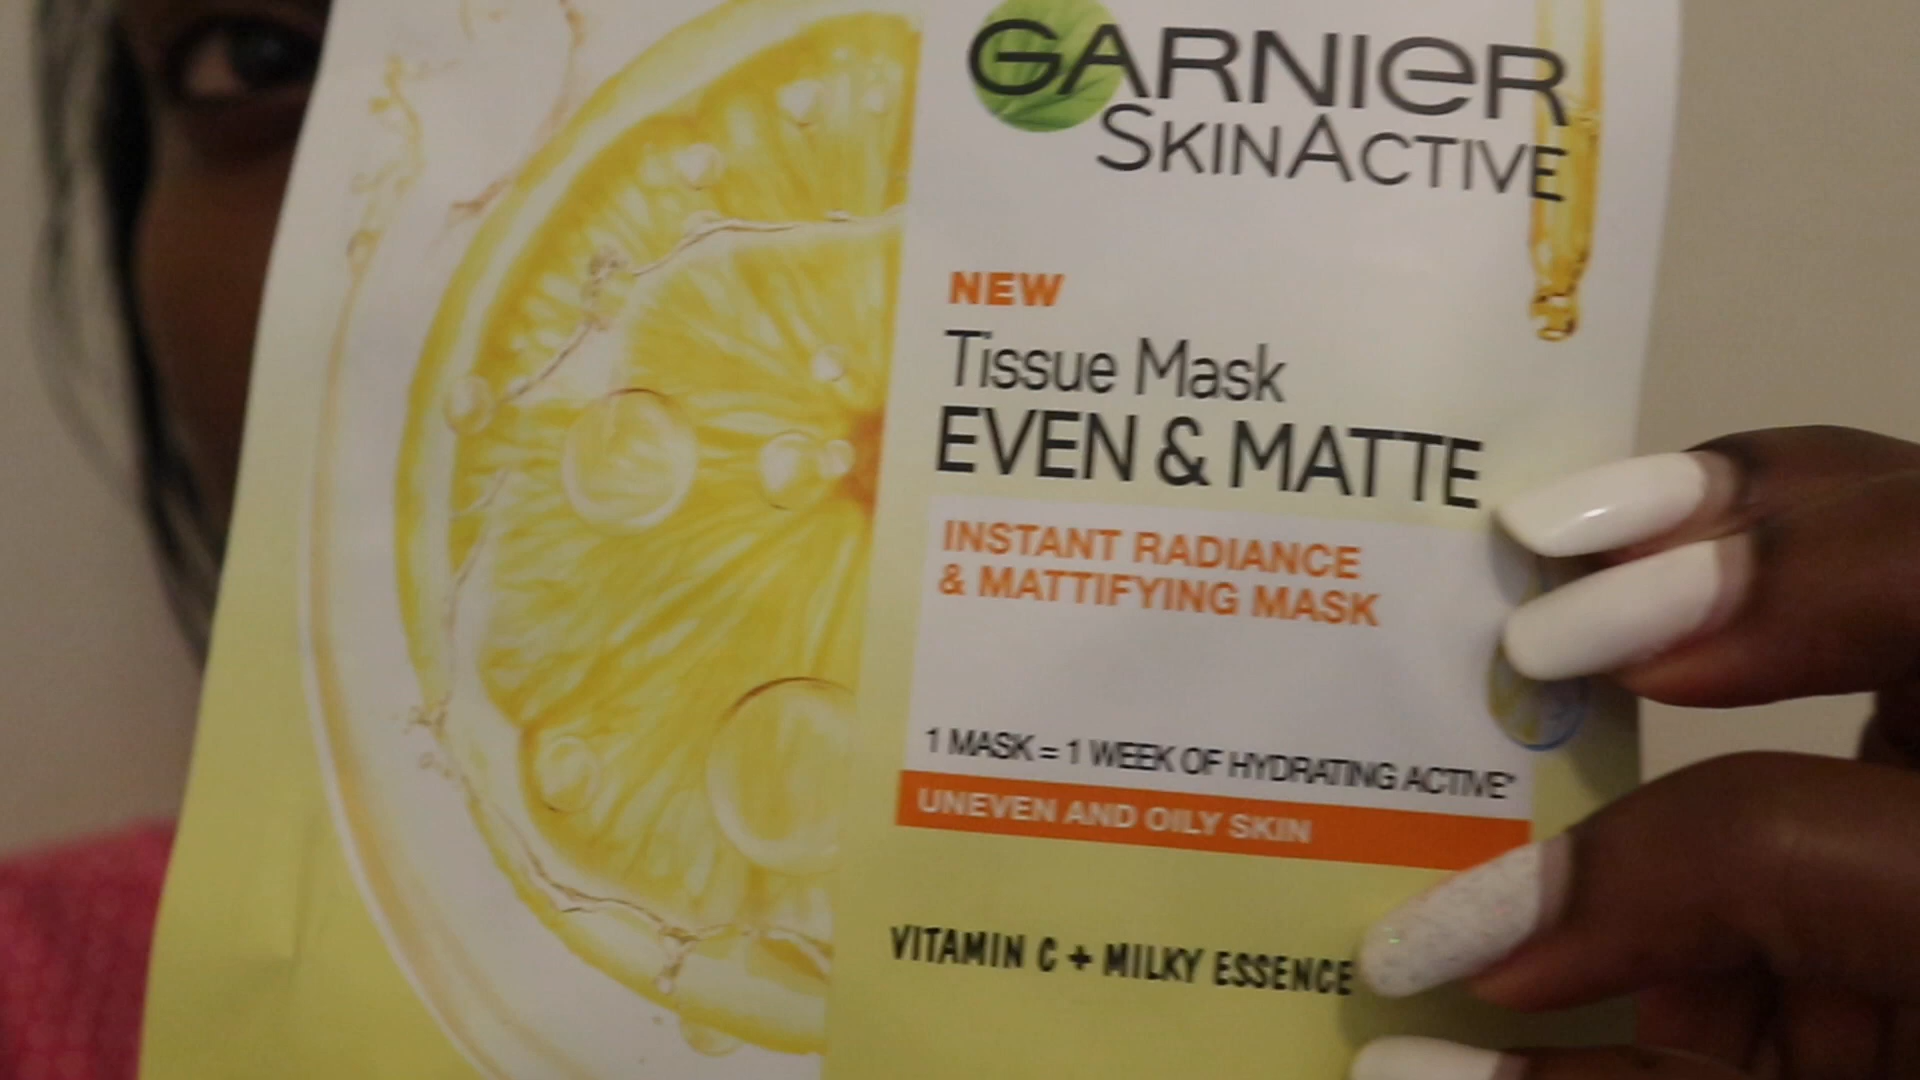 GARNIER
SKINACTIVE
NEW
Tissue Mask
EVEN & MATTE
INSTANT RADIANCE
& MATTIFYING MASK
1 MASK = 1 WEEK OF HYDRATING ACTIVE*
UNEVEN AND OILY SKIN
VITAMIN C + MILKY ESSENCE